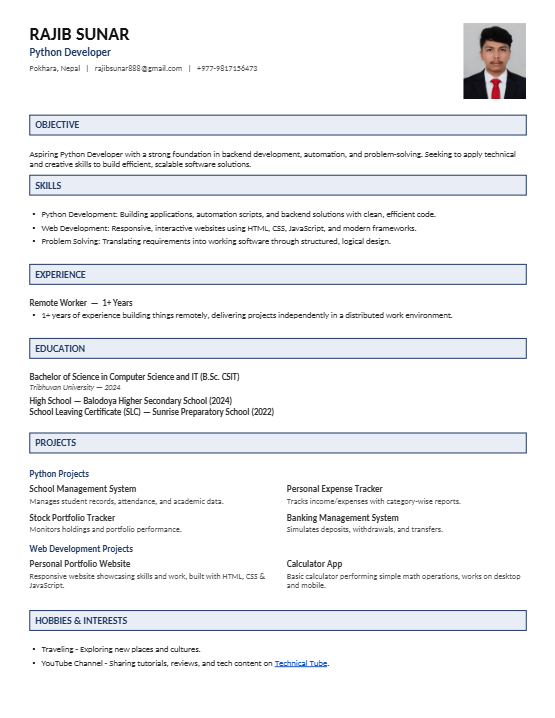 RAJIB SUNAR
Python Developer
Pokhara, Nepal | rajibsunar888@gmail.com | +977-9817156473
OBJECTIVE
Aspiring Python Developer with a strong foundation in backend development, automation, and problem-solving. Seeking to apply technical
and creative skills to build efficient, scalable software solutions.
SKILLS
• Python Development: Building applications, automation scripts, and backend solutions with clean, efficient code.
• Web Development: Responsive, interactive websites using HTML, CSS, JavaScript, and modern frameworks.
• Problem Solving: Translating requirements into working software through structured, logical design.
EXPERIENCE
Remote Worker — 1+ Years
• 1+ years of experience building things remotely, delivering projects independently in a distributed work environment.
EDUCATION
Bachelor of Science in Computer Science and IT (B.Sc. CSIT)
Tribhuvan University — 2024
High School — Balodoya Higher Secondary School (2024)
School Leaving Certificate (SLC) — Sunrise Preparatory School (2022)
PROJECTS
Python Projects
School Management System
Manages student records, attendance, and academic data.
Personal Expense Tracker
Tracks income/expenses with category-wise reports.
Stock Portfolio Tracker
Monitors holdings and portfolio performance.
Banking Management System
Simulates deposits, withdrawals, and transfers.
Web Development Projects
Personal Portfolio Website
Responsive website showcasing skills and work, built with HTML, CSS &
JavaScript.
Calculator App
Basic calculator performing simple math operations, works on desktop
and mobile.
HOBBIES & INTERESTS
• Traveling - Exploring new places and cultures.
• YouTube Channel - Sharing tutorials, reviews, and tech content on Technical Tube.